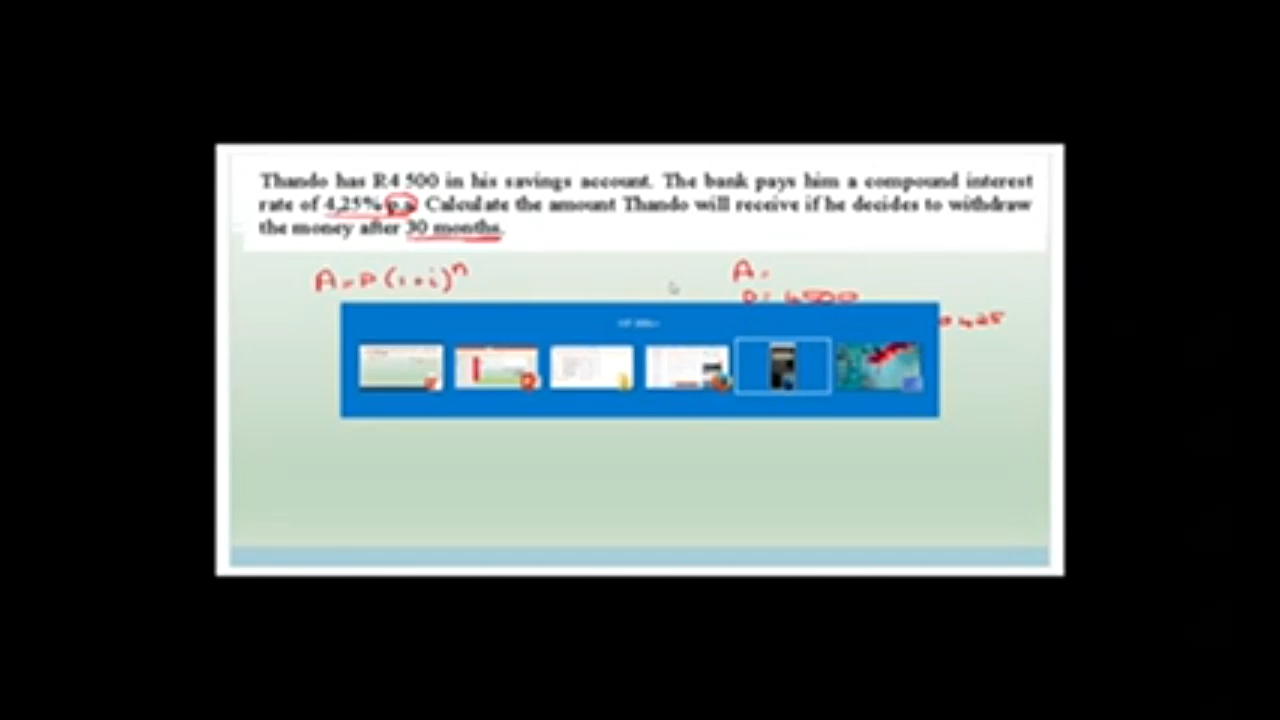 Thando has R4 500 in his savings account. The bank pays him a compound interest
rate of 4,25% p.a. Calculate the amount Thando will receive if he decides to withdraw
the money after 30 months.
A=P(1+i)ⁿ
A=
P= 4500
0425